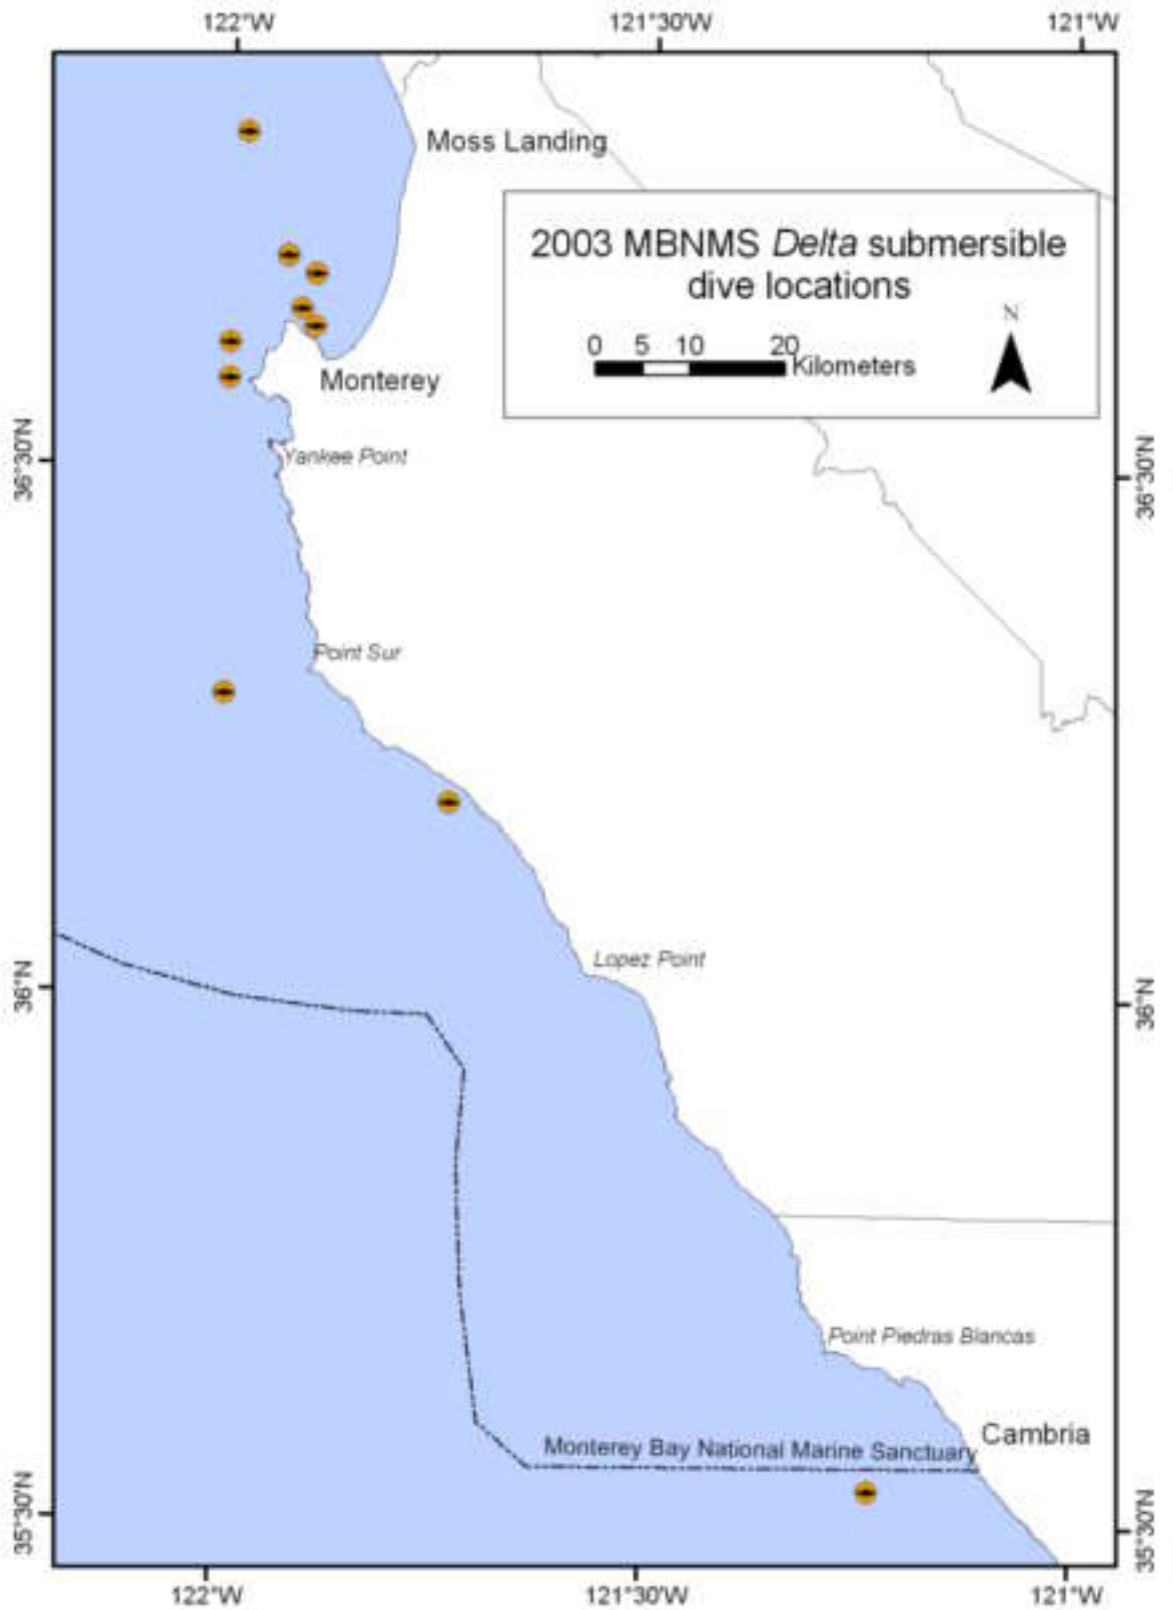 122°W 121°30'W 121°W
Moss Landing
2003 MBNMS Delta submersible
dive locations
N
0 5 10 20
Kilometers
Monterey
36°30'N
Yankee Point
36°30'N
Point Sur
Lopez Point
36°N
36°N
Point Piedras Blancas
Cambria
Monterey Bay National Marine Sanctuary
35°30'N
35°30'N
122°W 121°30'W 121°W